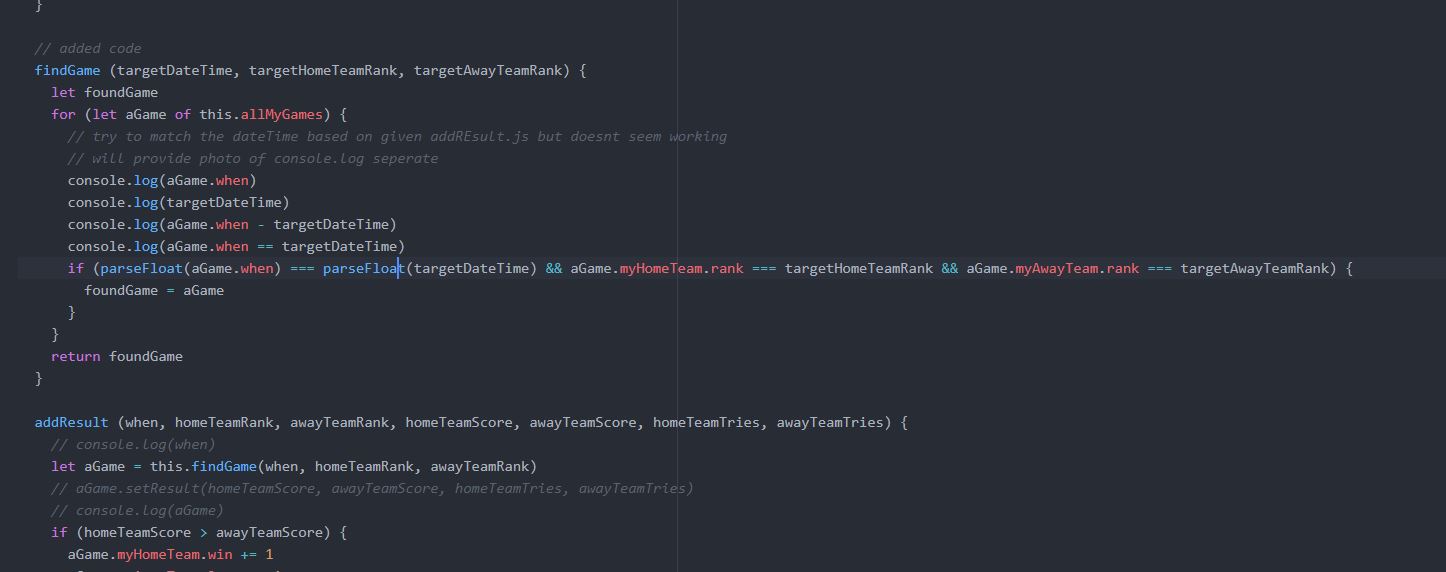 }
// added code
findGame (targetDateTime, targetHomeTeamRank, targetAwayTeamRank) {
let foundGame
for (let aGame of this.allMyGames) {
// try to match the dateTime based on given addREsult.js but doesnt seem working
// will provide photo of console.log seperate
console.log(aGame.when)
console.log(targetDateTime)
console.log(aGame.when - targetDateTime)
console.log(aGame.when == targetDateTime)
if (parseFloat(aGame.when) === parseFloat(targetDateTime) && aGame.myHomeTeam.rank === targetHomeTeamRank && aGame.myAwayTeam.rank === targetAwayTeamRank) {
foundGame = aGame
}
}
return foundGame
}
addResult (when, homeTeamRank, awayTeamRank, homeTeamScore, awayTeamScore, homeTeamTries, awayTeamTries) {
// console.log(when)
let aGame = this.findGame(when, homeTeamRank, awayTeamRank)
// aGame.setResult(homeTeamScore, awayTeamScore, homeTeamTries, awayTeamTries)
// console.log(aGame)
if (homeTeamScore > awayTeamScore) {
aGame.myHomeTeam.win += 1